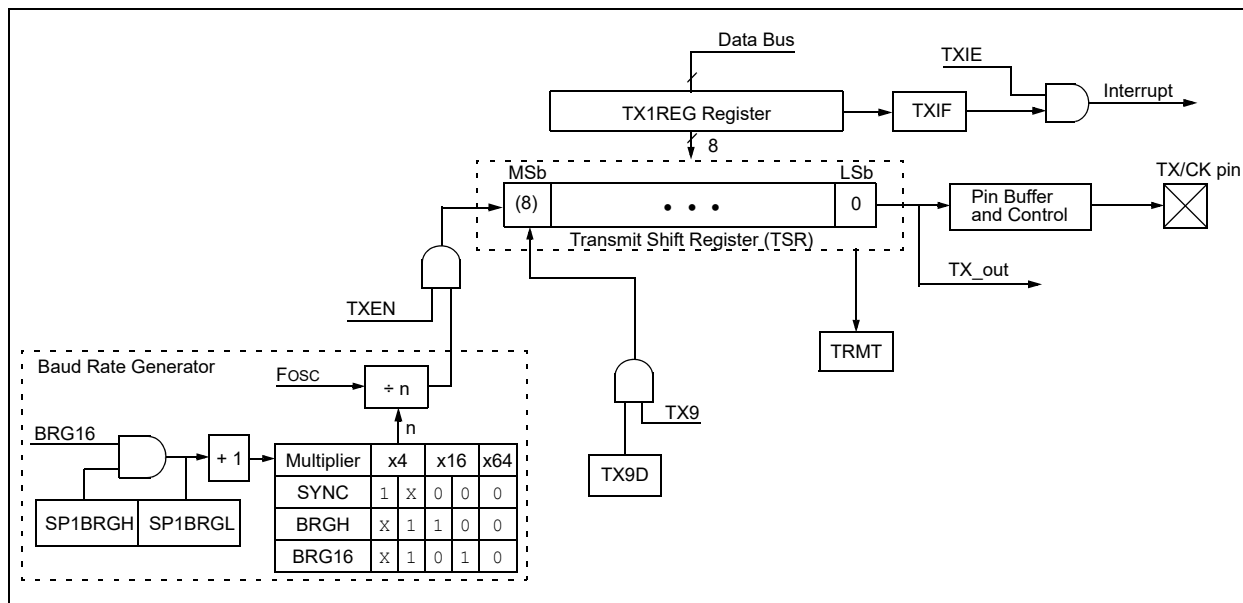 Data Bus
TXIE
Interrupt
TX1REG Register
TXIF
8
MSb
LSb
TX/CK pin
(8)
• • •
0
Pin Buffer
and Control
Transmit Shift Register (TSR)
TX_out
TXEN
TRMT
Baud Rate Generator
FOSC
÷ n
TX9
n
BRG16
+ 1
Multiplier x4 x16 x64
TX9D
SYNC 1 X 0 0 0
SP1BRGH SP1BRGL
BRGH X 1 1 0 0
BRG16 X 1 0 1 0